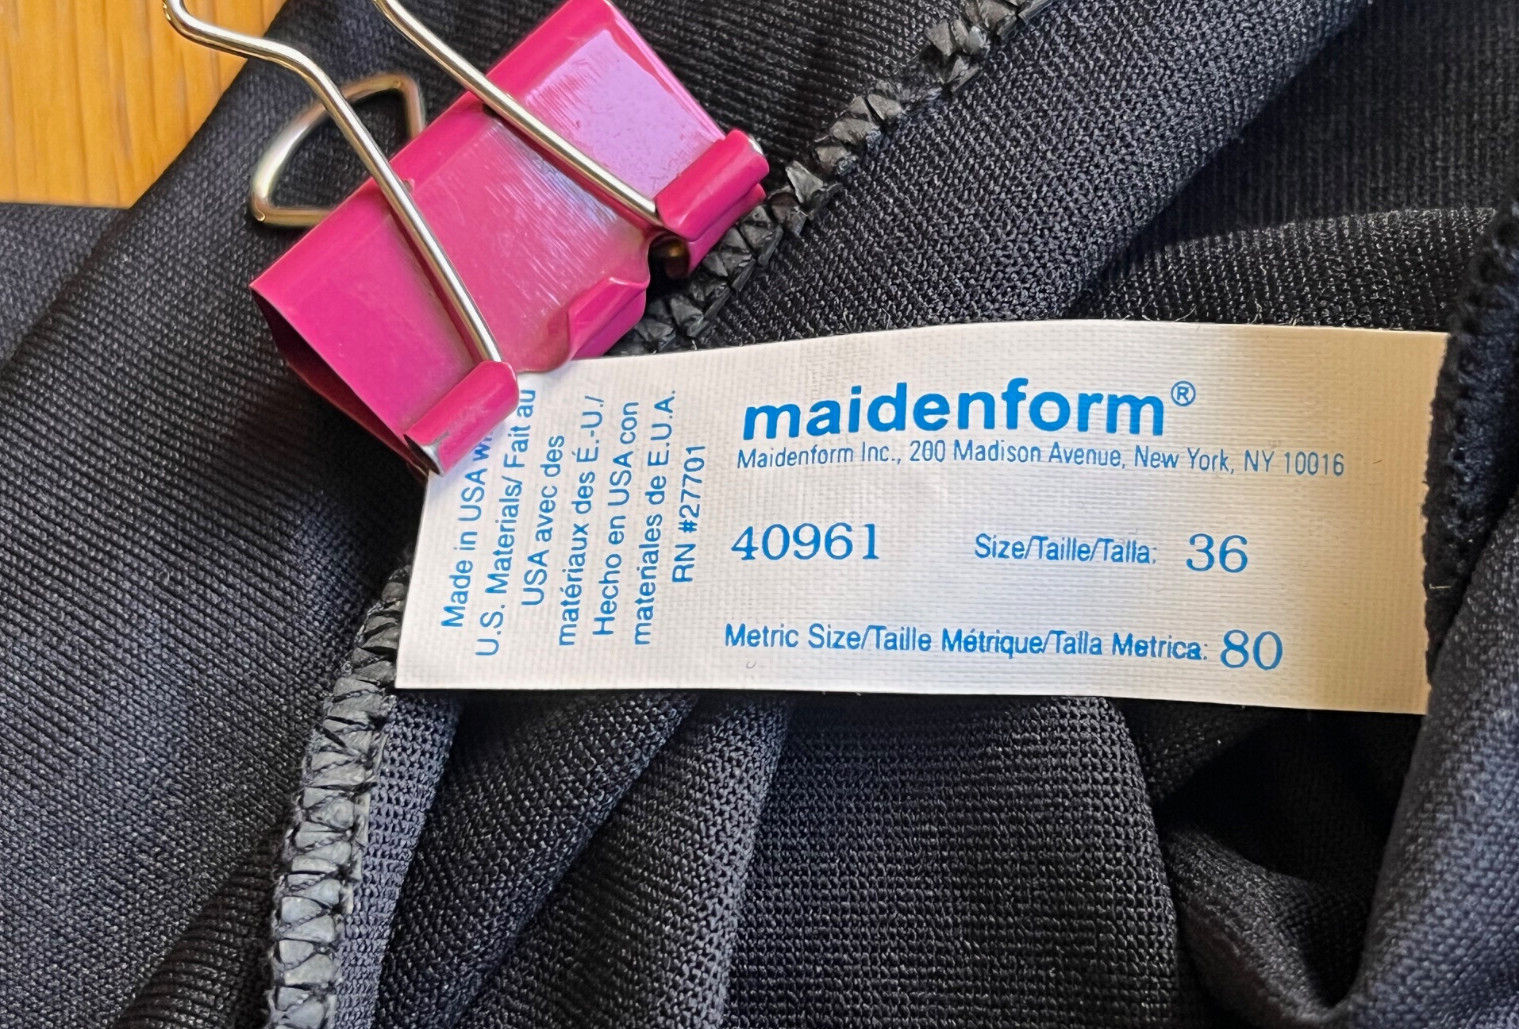 maidenform®
Maidenform Inc., 200 Madison Avenue, New York, NY 10016
40961 Size/Taille/Talla: 36
Metric Size/Taille Métrique/Talla Metrica: 80
Made in USA
U.S. Materials/ Fait au
USA avec des
matériaux des É.-U./
Hecho en USA con
materiales de E.U.A.
RN #27701